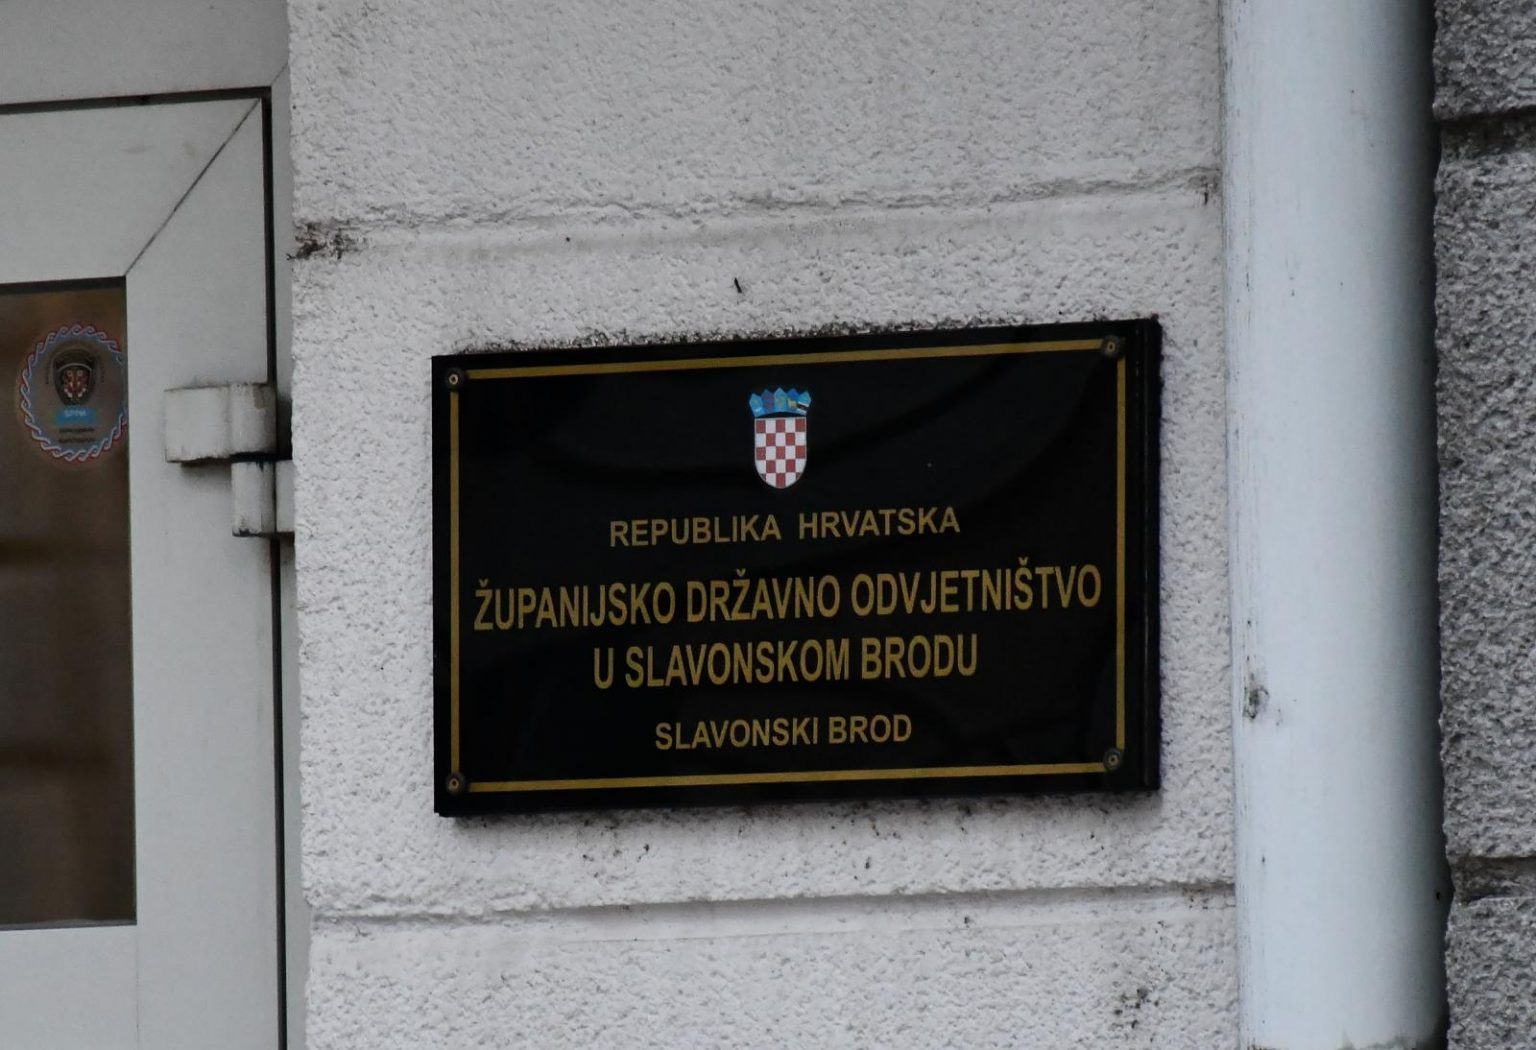 REPUBLIKA HRVATSKA
ŽUPANIJSKO DRŽAVNO ODVJETNIŠTVO
U SLAVONSKOM BRODU
SLAVONSKI BROD